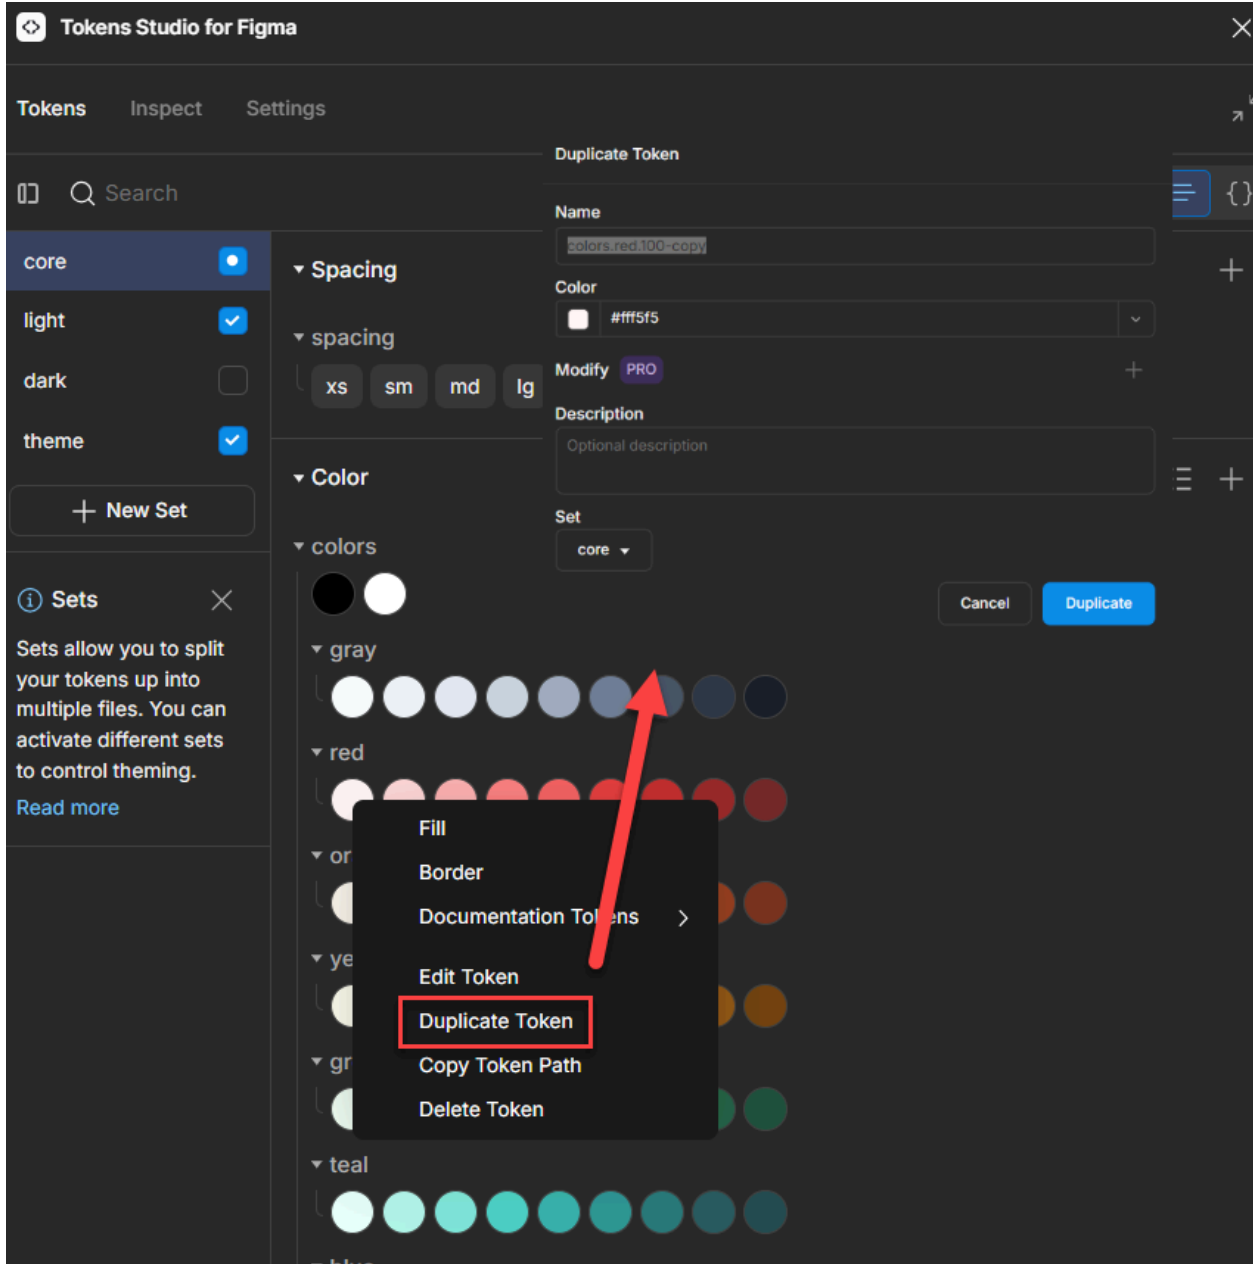 Tokens Studio for Figma
Tokens Inspect Settings
Search
core
light
dark
theme
New Set
Sets
Sets allow you to split
your tokens up into
multiple files. You can
activate different sets
to control theming.
Read more
Spacing
spacing
xs sm md lg
Color
colors
gray
red
or
ye
gr
teal
Fill
Border
Documentation Tokens
Edit Token
Duplicate Token
Copy Token Path
Delete Token
Duplicate Token
Name
colors.red.100-copy
Color
#fff5f5
Modify PRO
Description
Optional description
Set
core
Cancel Duplicate
{}